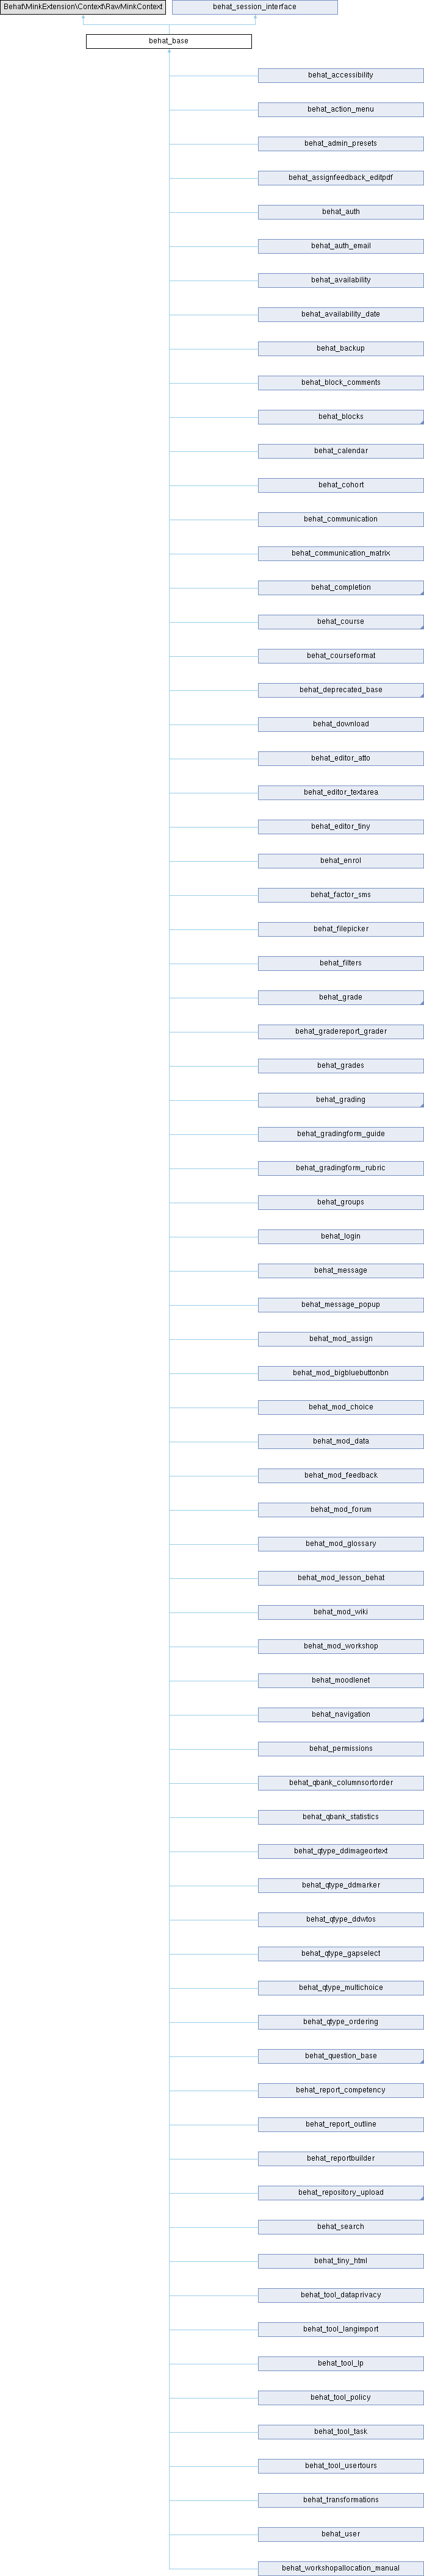 Behat\MinkExtension\Context\RawMinkContext
behat_session_interface
behat_base
behat_accessibility
behat_action_menu
behat_admin_presets
behat_assignfeedback_editpdf
behat_auth
behat_auth_email
behat_availability
behat_availability_date
behat_backup
behat_block_comments
behat_blocks
behat_calendar
behat_cohort
behat_communication
behat_communication_matrix
behat_completion
behat_course
behat_courseformat
behat_deprecated_base
behat_download
behat_editor_atto
behat_editor_textarea
behat_editor_tiny
behat_enrol
behat_factor_sms
behat_filepicker
behat_filters
behat_grade
behat_gradereport_grader
behat_grades
behat_grading
behat_gradingform_guide
behat_gradingform_rubric
behat_groups
behat_login
behat_message
behat_message_popup
behat_mod_assign
behat_mod_bigbluebuttonbn
behat_mod_choice
behat_mod_data
behat_mod_feedback
behat_mod_forum
behat_mod_glossary
behat_mod_lesson_behat
behat_mod_wiki
behat_mod_workshop
behat_moodlenet
behat_navigation
behat_permissions
behat_qbank_columnsortorder
behat_qbank_statistics
behat_qtype_ddimageortext
behat_qtype_ddmarker
behat_qtype_ddwtos
behat_qtype_gapselect
behat_qtype_multichoice
behat_qtype_ordering
behat_question_base
behat_report_competency
behat_report_outline
behat_reportbuilder
behat_repository_upload
behat_search
behat_tiny_html
behat_tool_dataprivacy
behat_tool_langimport
behat_tool_lp
behat_tool_policy
behat_tool_task
behat_tool_usertours
behat_transformations
behat_user
behat_workshopallocation_manual